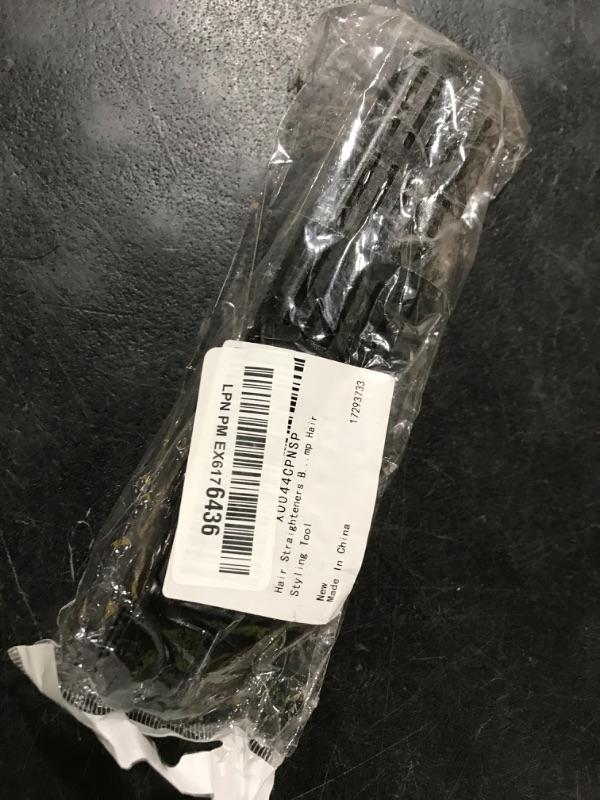 LPN PM EX6176436
X0044CPNSP
Hair Straighteners B...mp Hair
Styling Tool
New
Made In China
17293733